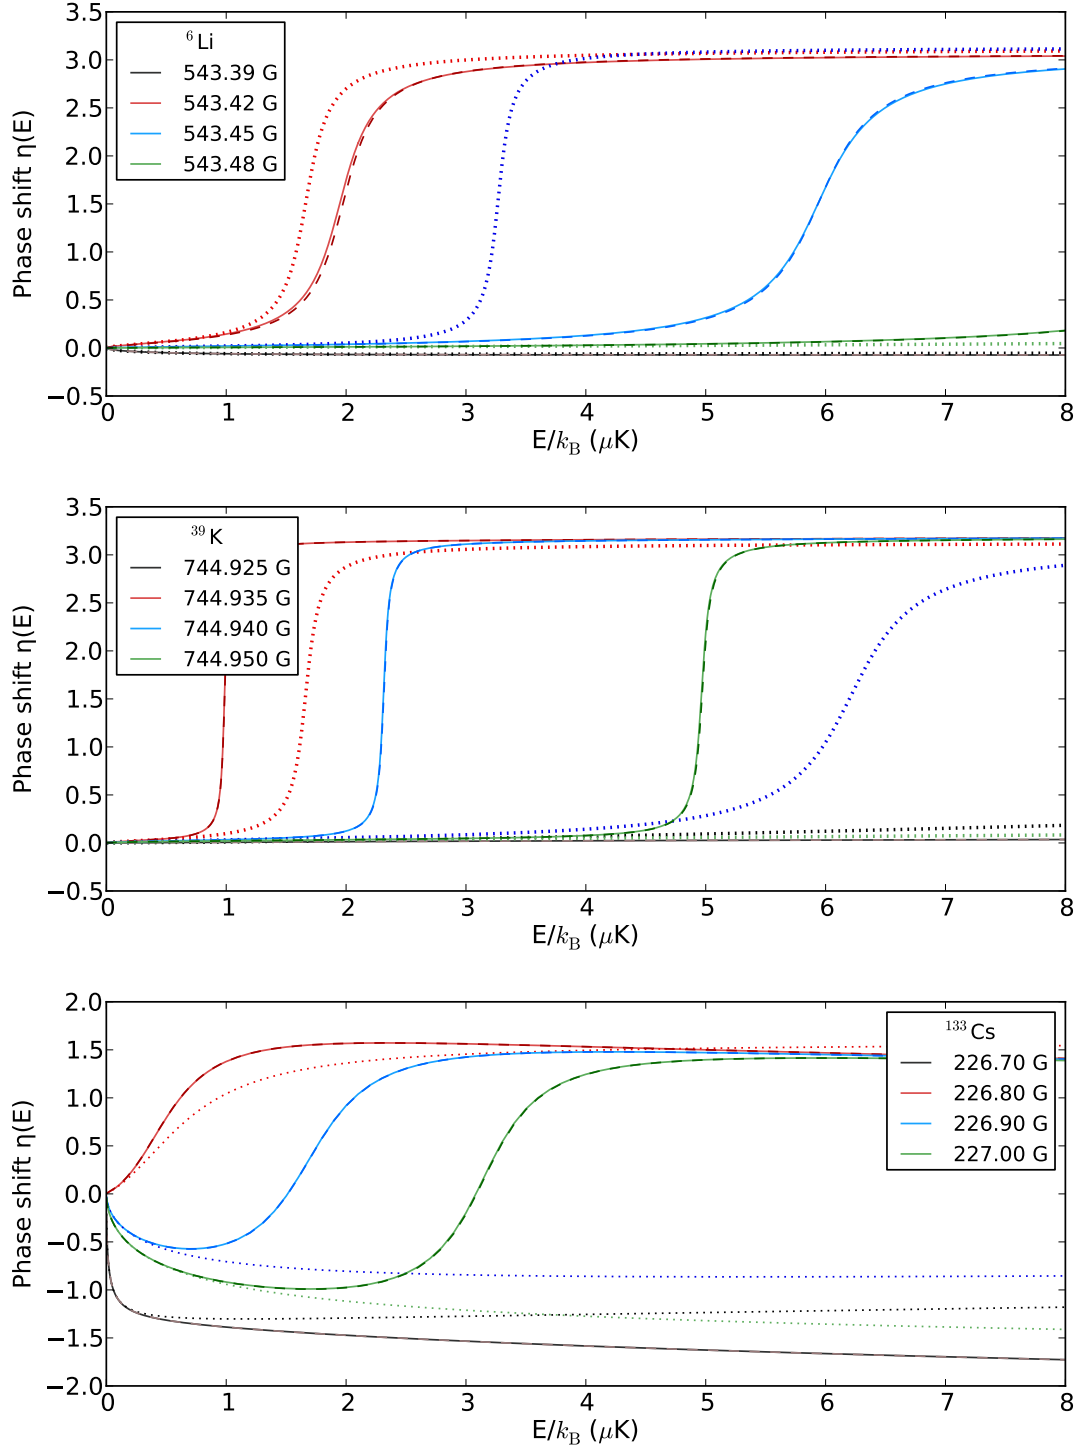 3.5
3.0
2.5
2.0
1.5
1.0
0.5
0.0
−0.5
Phase shift η(E)
⁶Li
543.39 G
543.42 G
543.45 G
543.48 G
0 1 2 3 4 5 6 7 8
E/k_B (μK)
3.5
3.0
2.5
2.0
1.5
1.0
0.5
0.0
−0.5
Phase shift η(E)
³⁹K
744.925 G
744.935 G
744.940 G
744.950 G
0 1 2 3 4 5 6 7 8
E/k_B (μK)
2.0
1.5
1.0
0.5
0.0
−0.5
−1.0
−1.5
−2.0
Phase shift η(E)
¹³³Cs
226.70 G
226.80 G
226.90 G
227.00 G
0 1 2 3 4 5 6 7 8
E/k_B (μK)